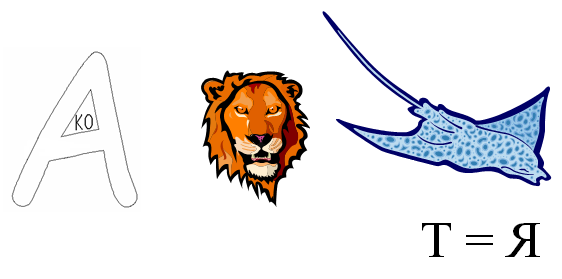 А
КО
Т = Я